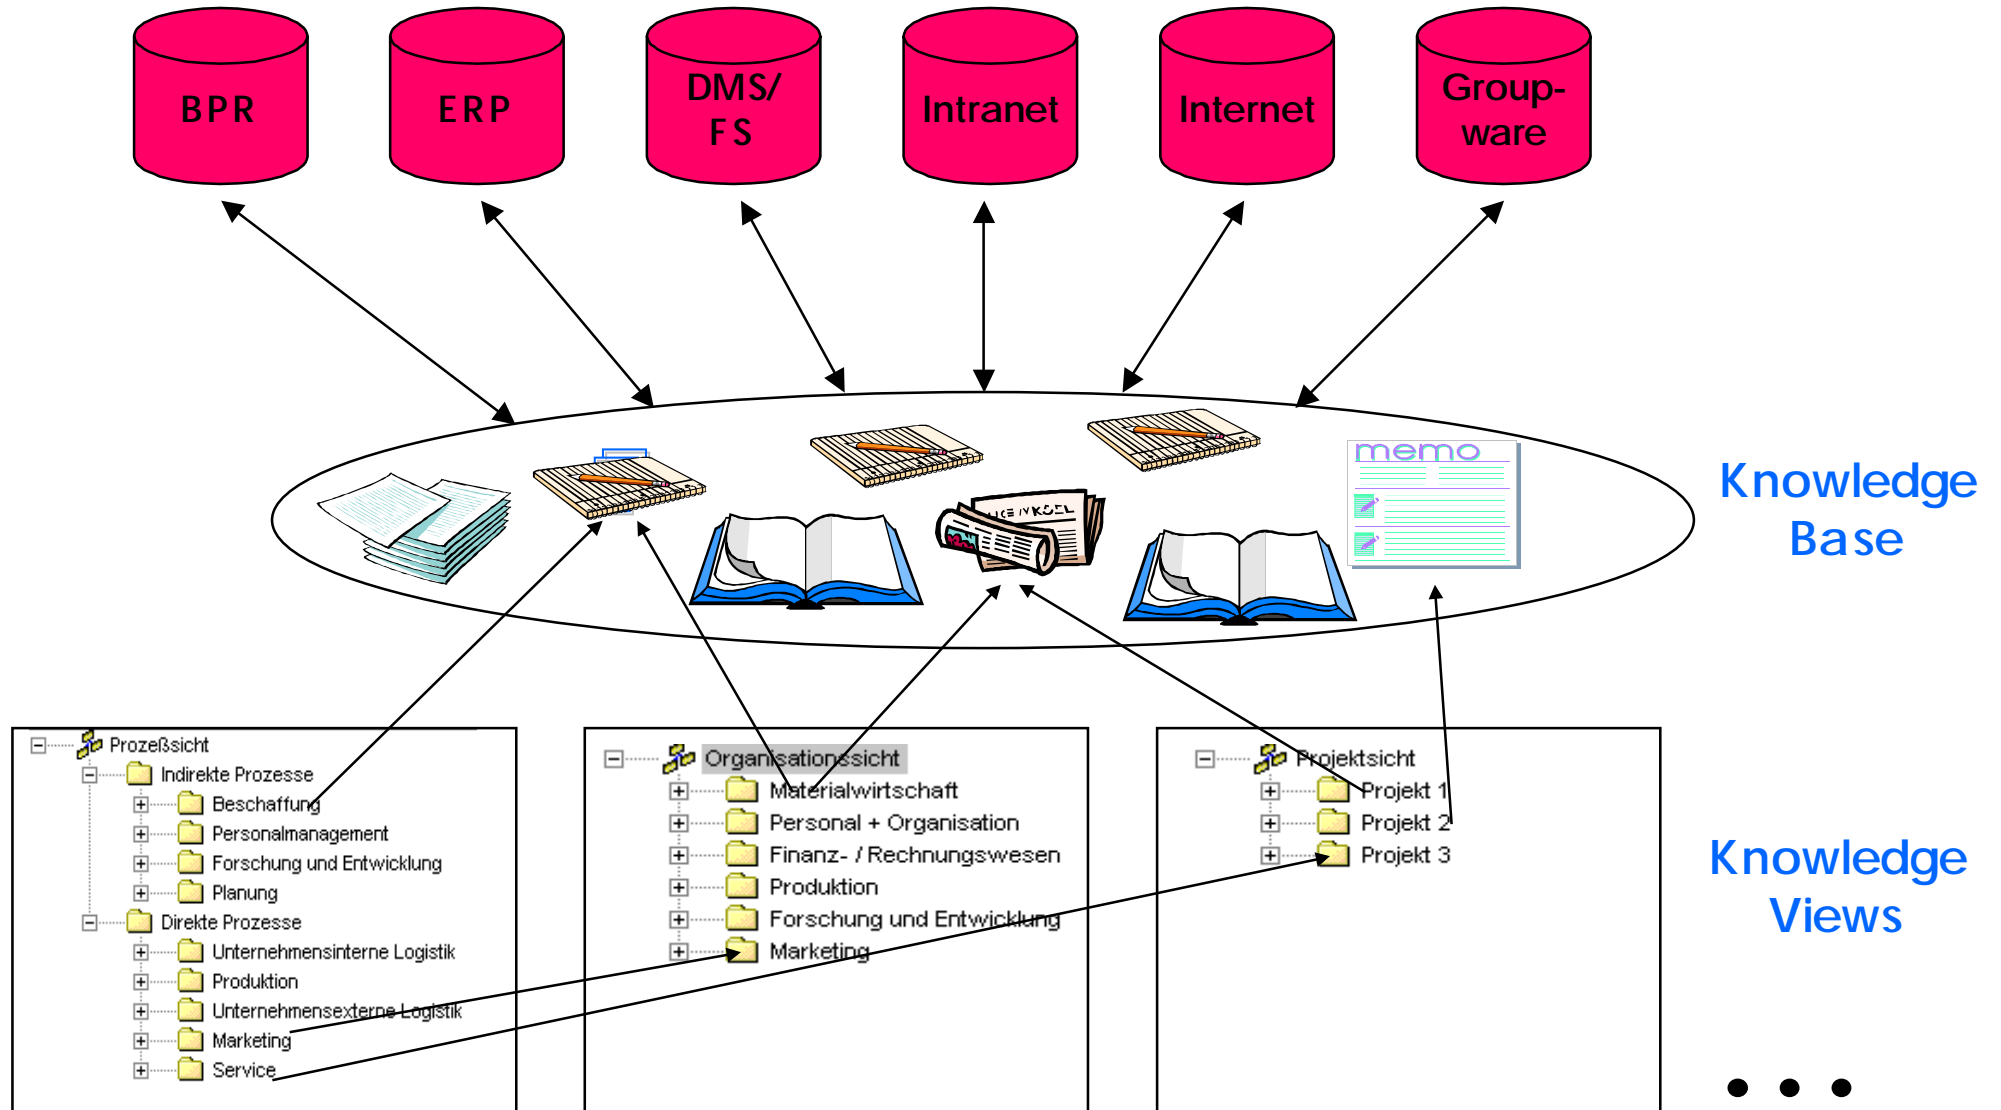 BPR
ERP
DMS/
FS
Intranet
Internet
Group-
ware
memo
Knowledge
Base
Prozeßsicht
Indirekte Prozesse
Beschaffung
Personalmanagement
Forschung und Entwicklung
Planung
Direkte Prozesse
Unternehmensinterne Logistik
Produktion
Unternehmensexterne Logistik
Marketing
Service
Organisationssicht
Materialwirtschaft
Personal + Organisation
Finanz- / Rechnungswesen
Produktion
Forschung und Entwicklung
Marketing
Projektsicht
Projekt 1
Projekt 2
Projekt 3
Knowledge
Views
...